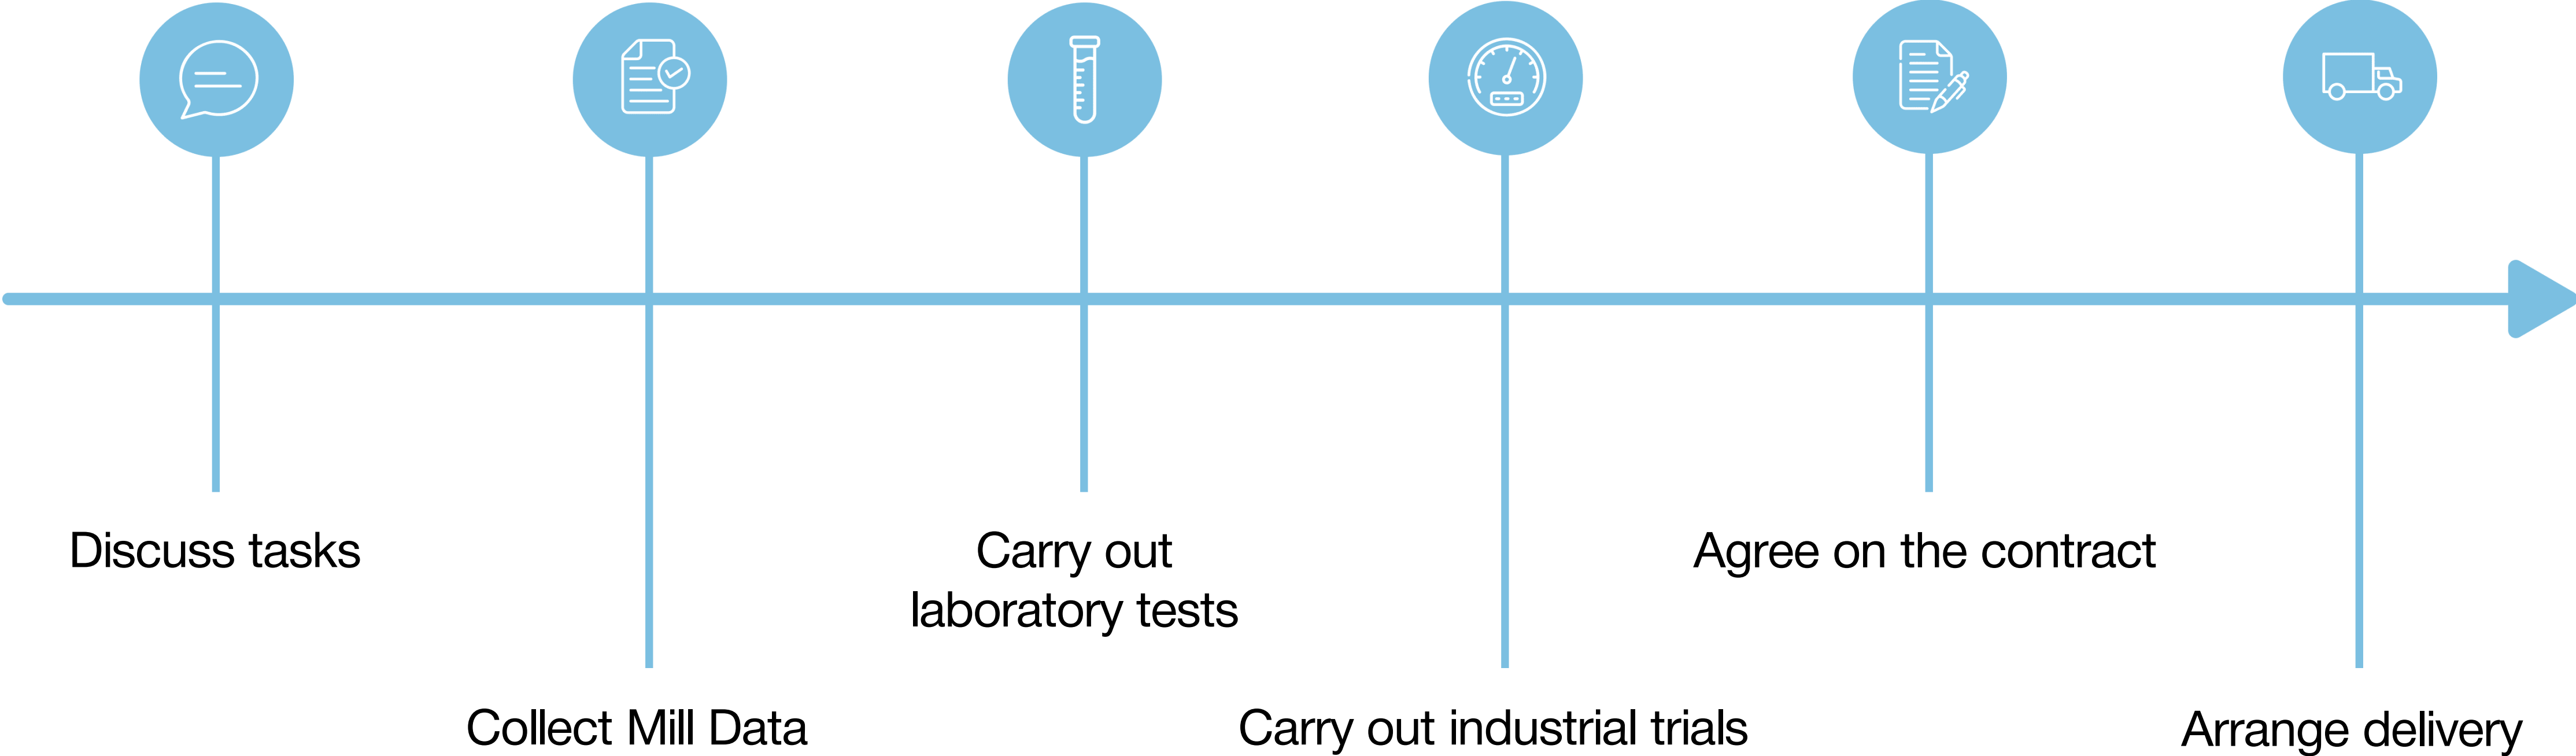 Discuss tasks
Collect Mill Data
Carry out
laboratory tests
Carry out industrial trials
Agree on the contract
Arrange delivery